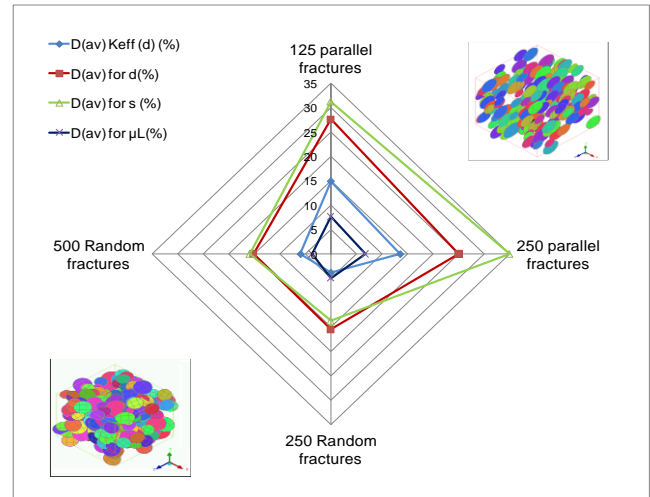 D(av) Keff (d) (%)
D(av) for d(%)
D(av) for s (%)
D(av) for µL(%)
125 parallel
fractures
35
30
25
20
15
10
5
0
250 parallel
fractures
500 Random
fractures
250 Random
fractures